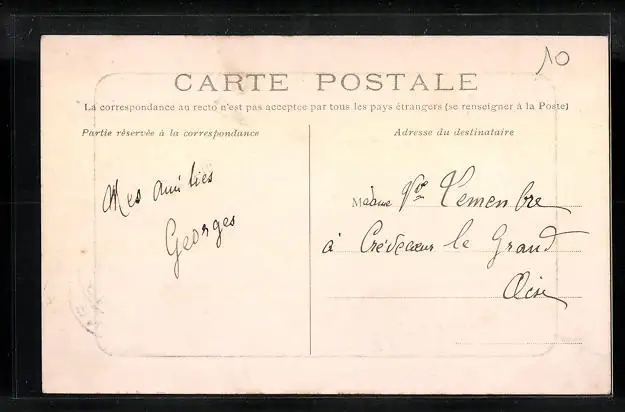 10
CARTE POSTALE
La correspondance au recto n'est pas acceptée par tous les pays étrangers (se renseigner à la Poste)
Partie réservée à la correspondance
Adresse du destinataire
Mes amitiés
Georges
Madame Vve
à Crèvecœur le Grand
Oise